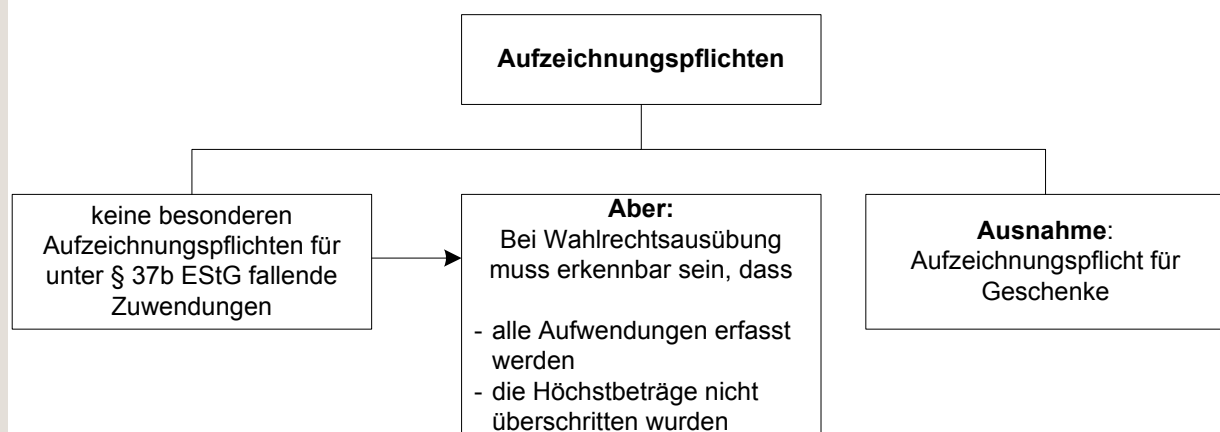 Aufzeichnungspflichten
keine besonderen
Aufzeichnungspflichten für
unter § 37b EStG fallende
Zuwendungen
Aber:
Bei Wahlrechtsausübung
muss erkennbar sein, dass
- alle Aufwendungen erfasst
werden
- die Höchstbeträge nicht
überschritten wurden
Ausnahme:
Aufzeichnungspflicht für
Geschenke